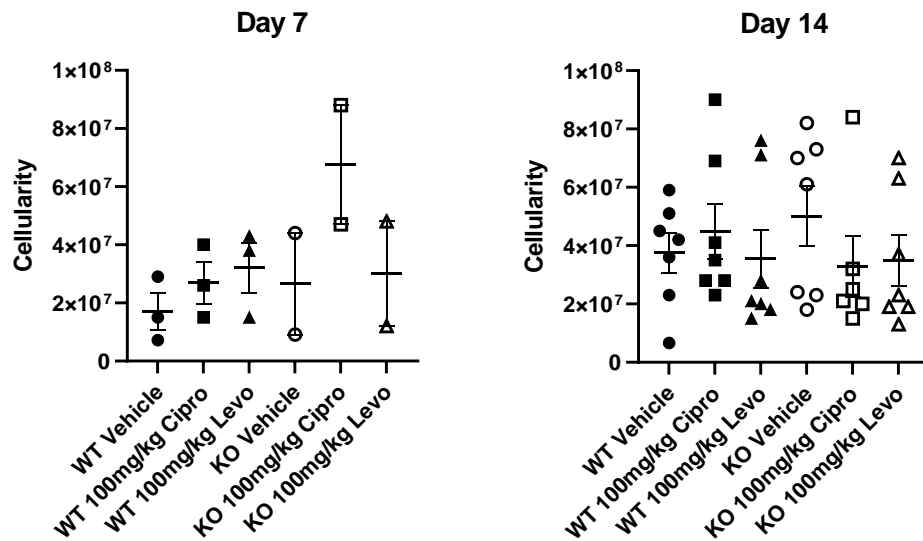 Day 7
Cellularity
1×10⁸
8×10⁷
6×10⁷
4×10⁷
2×10⁷
0
WT Vehicle
WT 100mg/kg Cipro
WT 100mg/kg Levo
KO Vehicle
KO 100mg/kg Cipro
KO 100mg/kg Levo
Day 14
Cellularity
1×10⁸
8×10⁷
6×10⁷
4×10⁷
2×10⁷
0
WT Vehicle
WT 100mg/kg Cipro
WT 100mg/kg Levo
KO Vehicle
KO 100mg/kg Cipro
KO 100mg/kg Levo